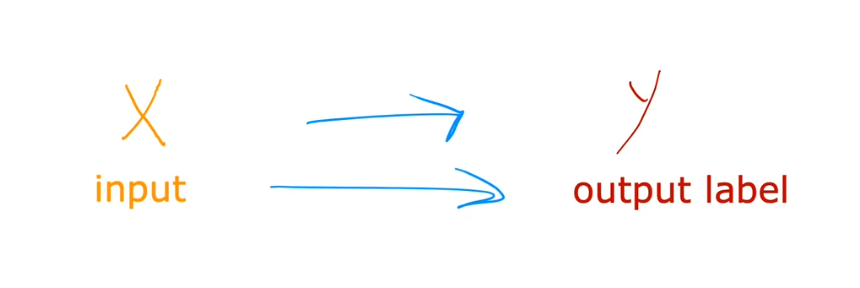 X → y
input → output label